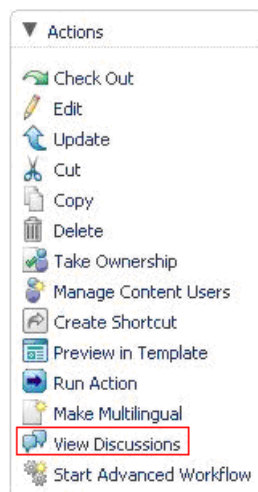 Actions
Check Out
Edit
Update
Cut
Copy
Delete
Take Ownership
Manage Content Users
Create Shortcut
Preview in Template
Run Action
Make Multilingual
View Discussions
Start Advanced Workflow